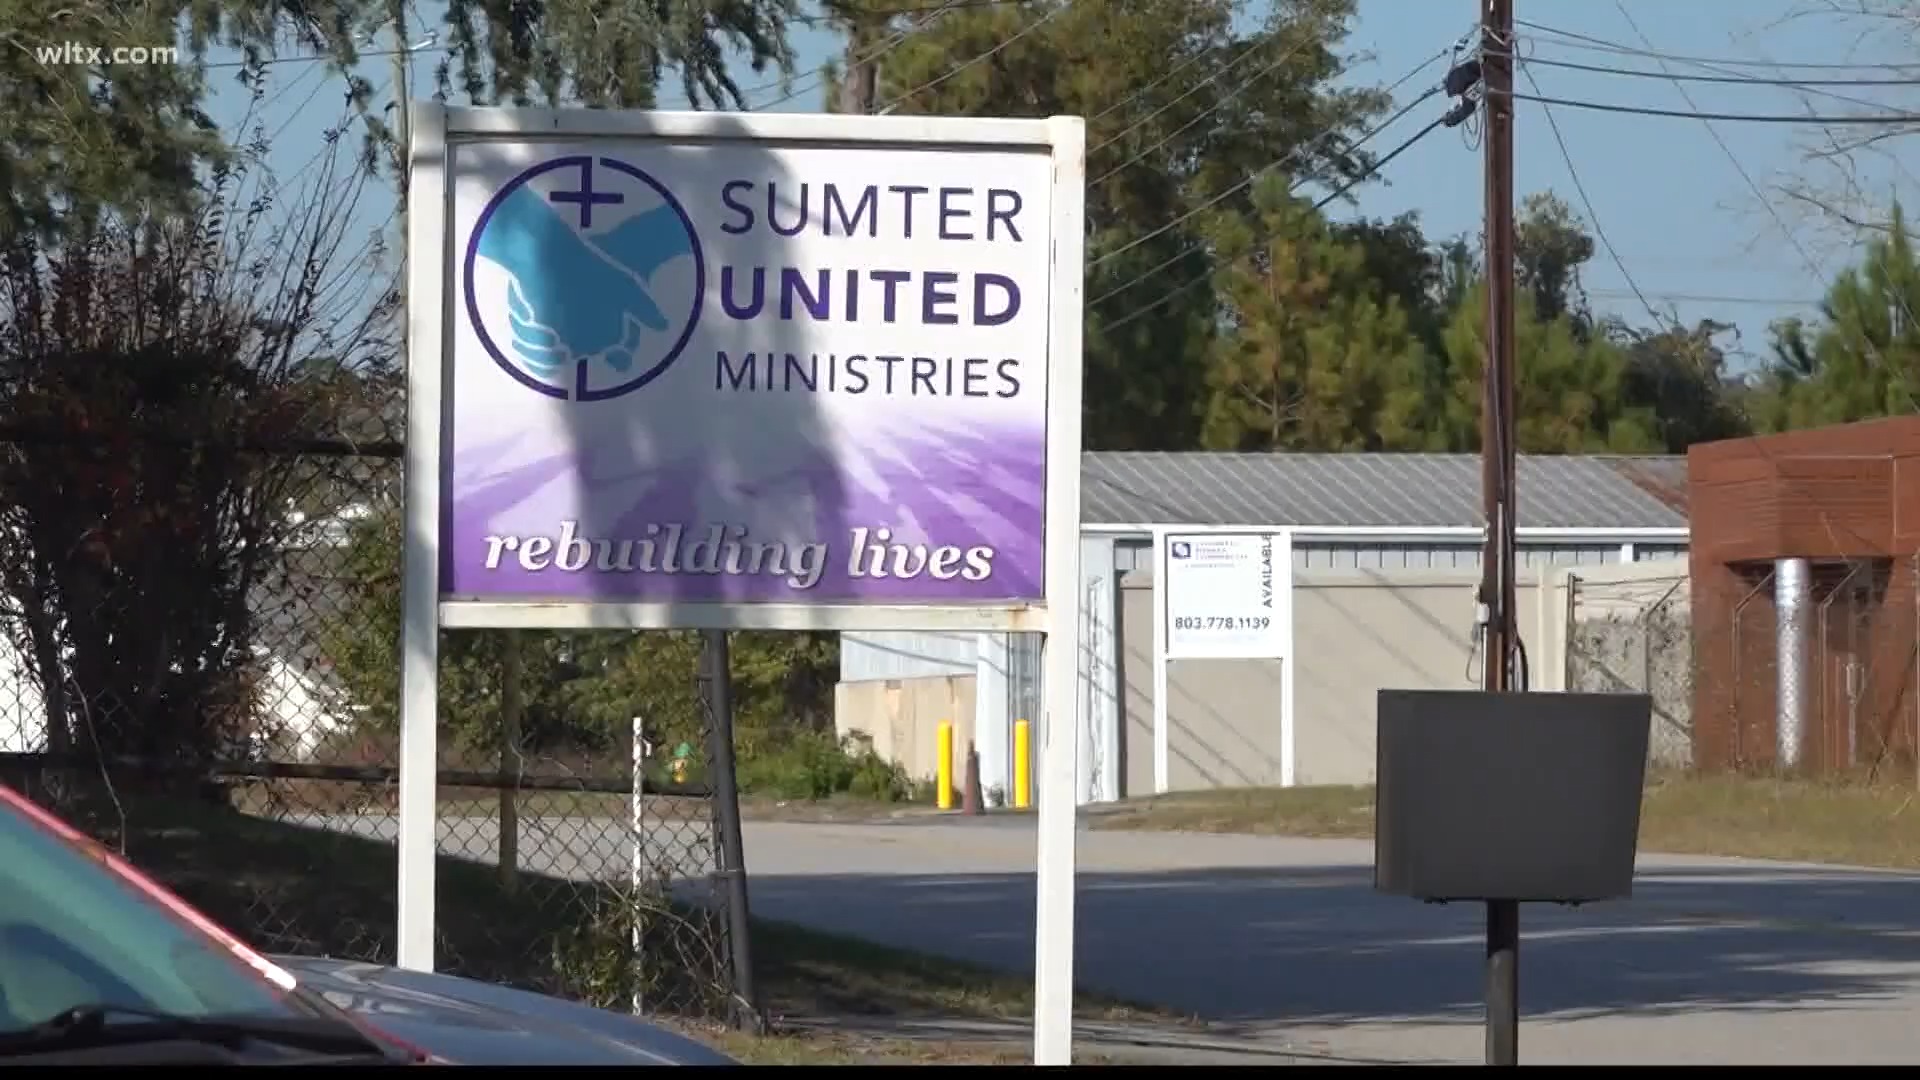 wltx.com
SUMTER
UNITED
MINISTRIES
rebuilding lives
AVAILABLE
803.778.1139